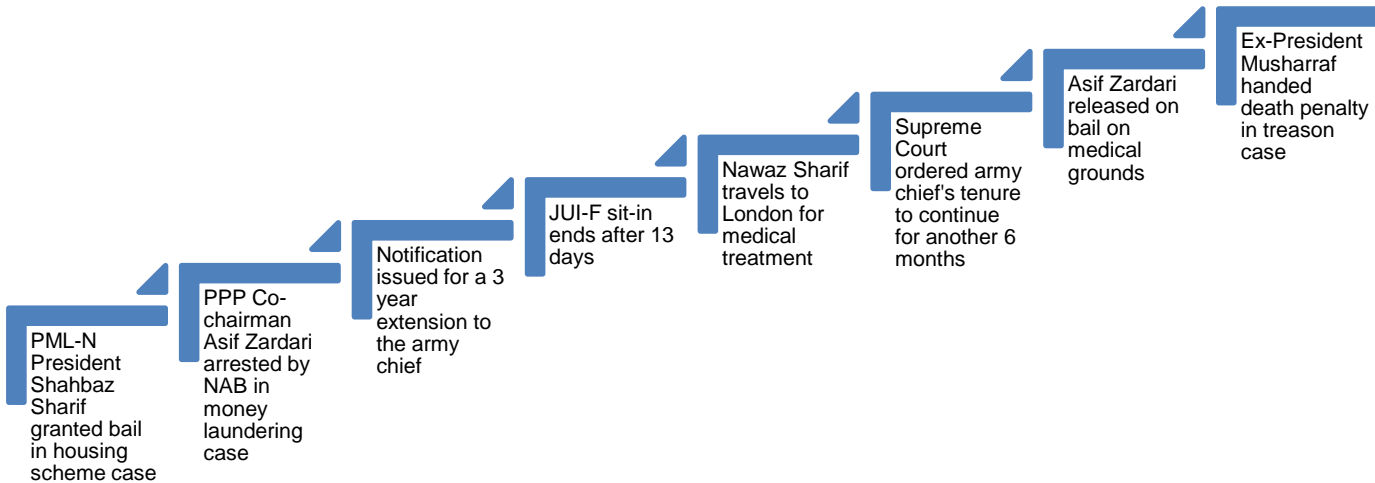 PML-N
President
Shahbaz
Sharif
granted bail
in housing
scheme case
PPP Co-
chairman
Asif Zardari
arrested by
NAB in
money
laundering
case
Notification
issued for a 3
year
extension to
the army
chief
JUI-F sit-in
ends after 13
days
Nawaz Sharif
travels to
London for
medical
treatment
Supreme
Court
ordered army
chief's tenure
to continue
for another 6
months
Asif Zardari
released on
bail on
medical
grounds
Ex-President
Musharraf
handed
death penalty
in treason
case